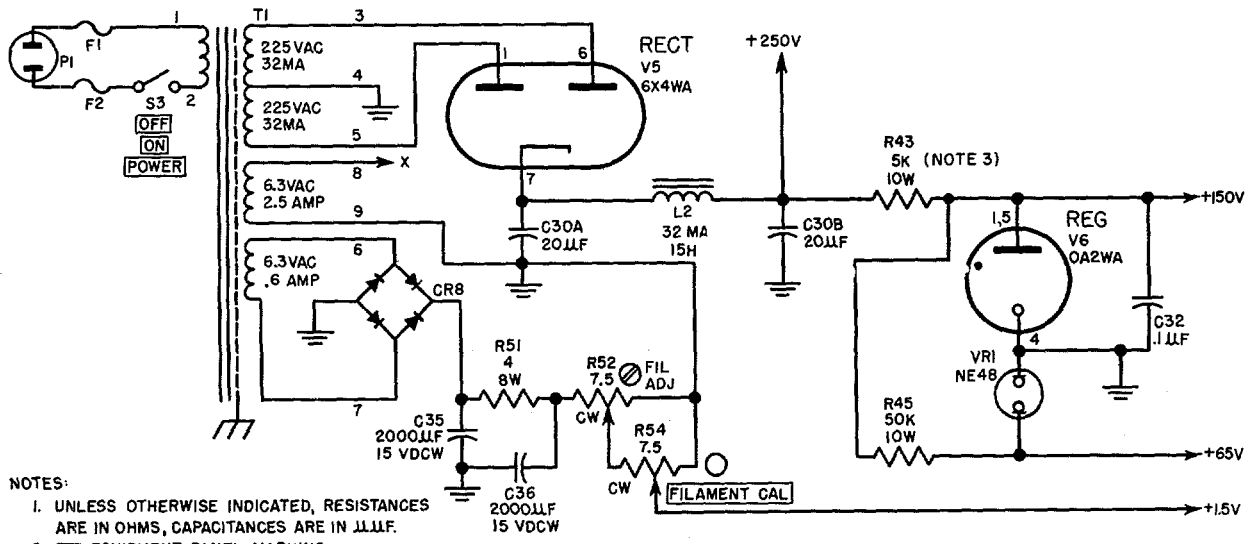 1
T1
3
F1
P1
225VAC
32MA
1
6
RECT
V5
6X4WA
+250V
4
F2
S3
2
225VAC
32MA
OFF
ON
POWER
5
8
X
6.3VAC
2.5 AMP
9
7
R43
5K (NOTE 3)
10W
C30A
20µF
L2
32 MA
15H
C30B
20µF
1,5
REG
V6
OA2WA
+150V
6
6.3VAC
.6 AMP
CR8
C32
.1µF
4
VR1
NE48
R51
4
8W
R52
7.5
FIL
ADJ
7
CW
C35
2000µF
15 VDCW
R54
7.5
R45
50K
10W
+65V
CW
FILAMENT CAL
C36
2000µF
15 VDCW
+1.5V
NOTES:
1. UNLESS OTHERWISE INDICATED, RESISTANCES
ARE IN OHMS, CAPACITANCES ARE IN µµF.